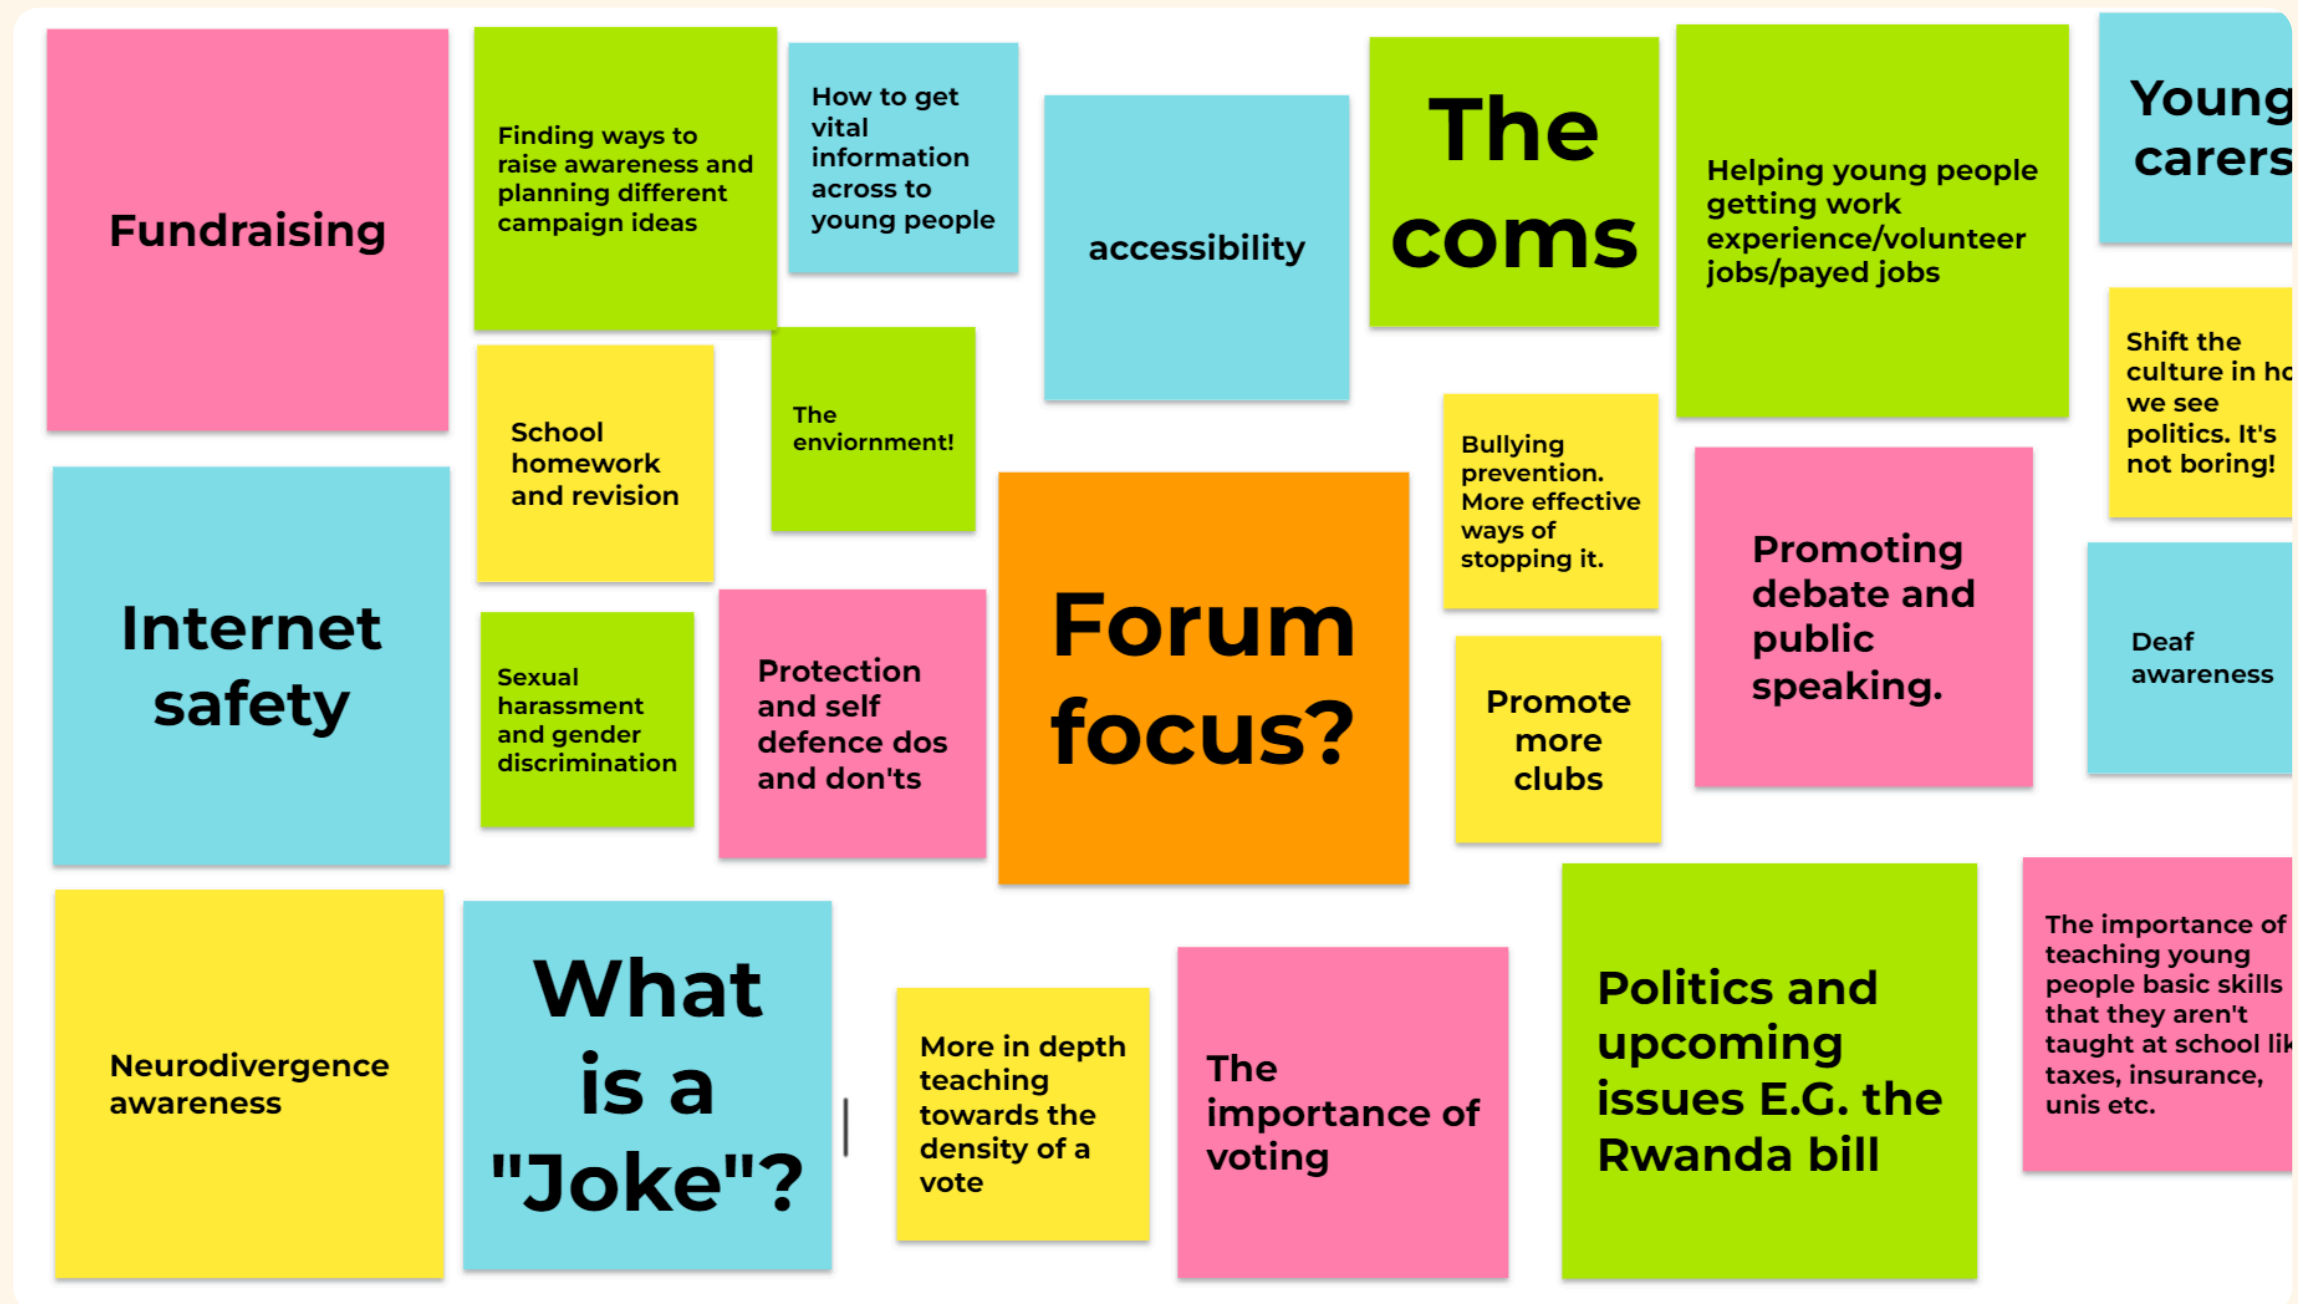 Fundraising
Finding ways to
raise awareness and
planning different
campaign ideas
How to get
vital
information
across to
young people
accessibility
The
coms
Helping young people
getting work
experience/volunteer
jobs/payed jobs
Young
carers
School
homework
and revision
The
enviornment!
Bullying
prevention.
More effective
ways of
stopping it.
Shift the
culture in
we see
politics. It's
not boring!
Internet
safety
Sexual
harassment
and gender
discrimination
Protection
and self
defence dos
and don'ts
Forum
focus?
Promote
more
clubs
Promoting
debate and
public
speaking.
Deaf
awareness
Neurodivergence
awareness
What
is a
"Joke"?
More in depth
teaching
towards the
density of a
vote
The
importance of
voting
Politics and
upcoming
issues E.G. the
Rwanda bill
The importance of
teaching young
people basic skills
that they aren't
taught at school
taxes, insurance,
unis etc.